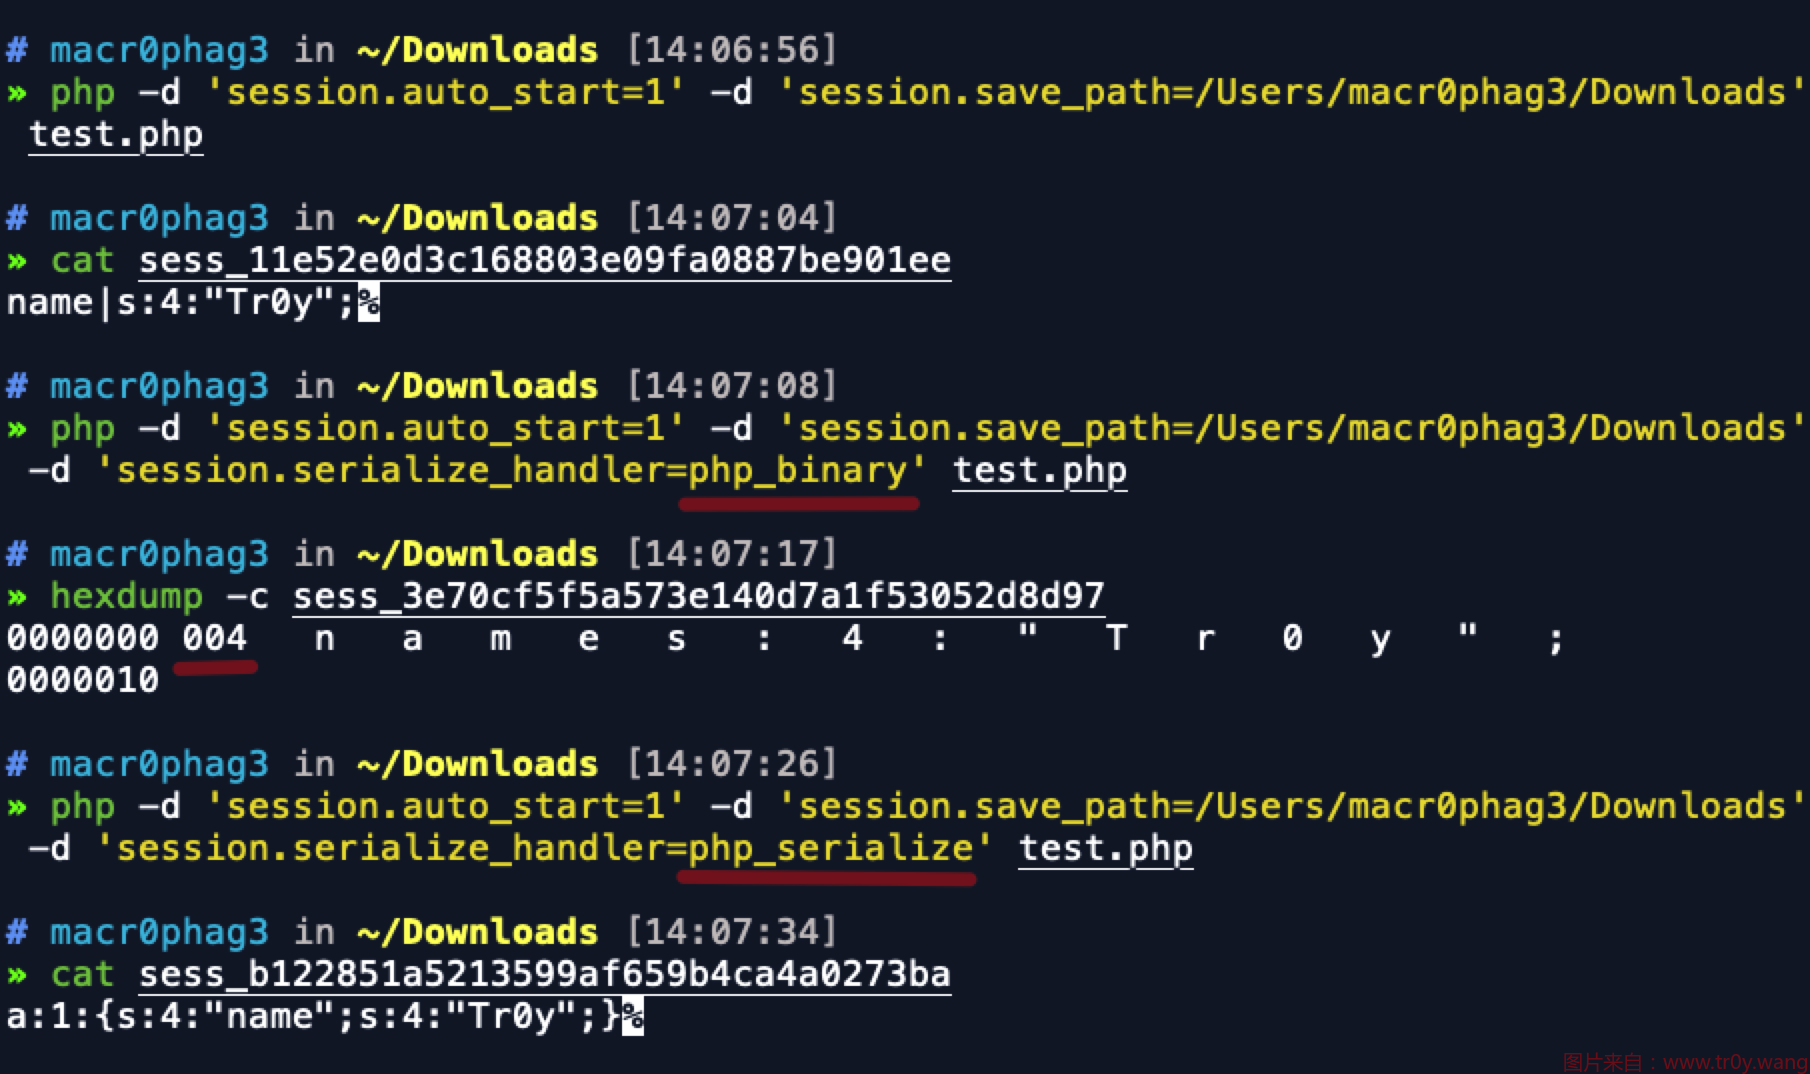 # macr0phag3 in ~/Downloads [14:06:56]
» php -d 'session.auto_start=1' -d 'session.save_path=/Users/macr0phag3/Downloads'
test.php
# macr0phag3 in ~/Downloads [14:07:04]
» cat sess_11e52e0d3c168803e09fa0887be901ee
name|s:4:"Tr0y";%
# macr0phag3 in ~/Downloads [14:07:08]
» php -d 'session.auto_start=1' -d 'session.save_path=/Users/macr0phag3/Downloads'
-d 'session.serialize_handler=php_binary' test.php
# macr0phag3 in ~/Downloads [14:07:17]
» hexdump -c sess_3e70cf5f5a573e140d7a1f53052d8d97
0000000 004 n a m e s : 4 : " T r 0 y " ;
0000010
# macr0phag3 in ~/Downloads [14:07:26]
» php -d 'session.auto_start=1' -d 'session.save_path=/Users/macr0phag3/Downloads'
-d 'session.serialize_handler=php_serialize' test.php
# macr0phag3 in ~/Downloads [14:07:34]
» cat sess_b122851a5213599af659b4ca4a0273ba
a:1:{s:4:"name";s:4:"Tr0y";}%
图片来自：www.tr0y.wang